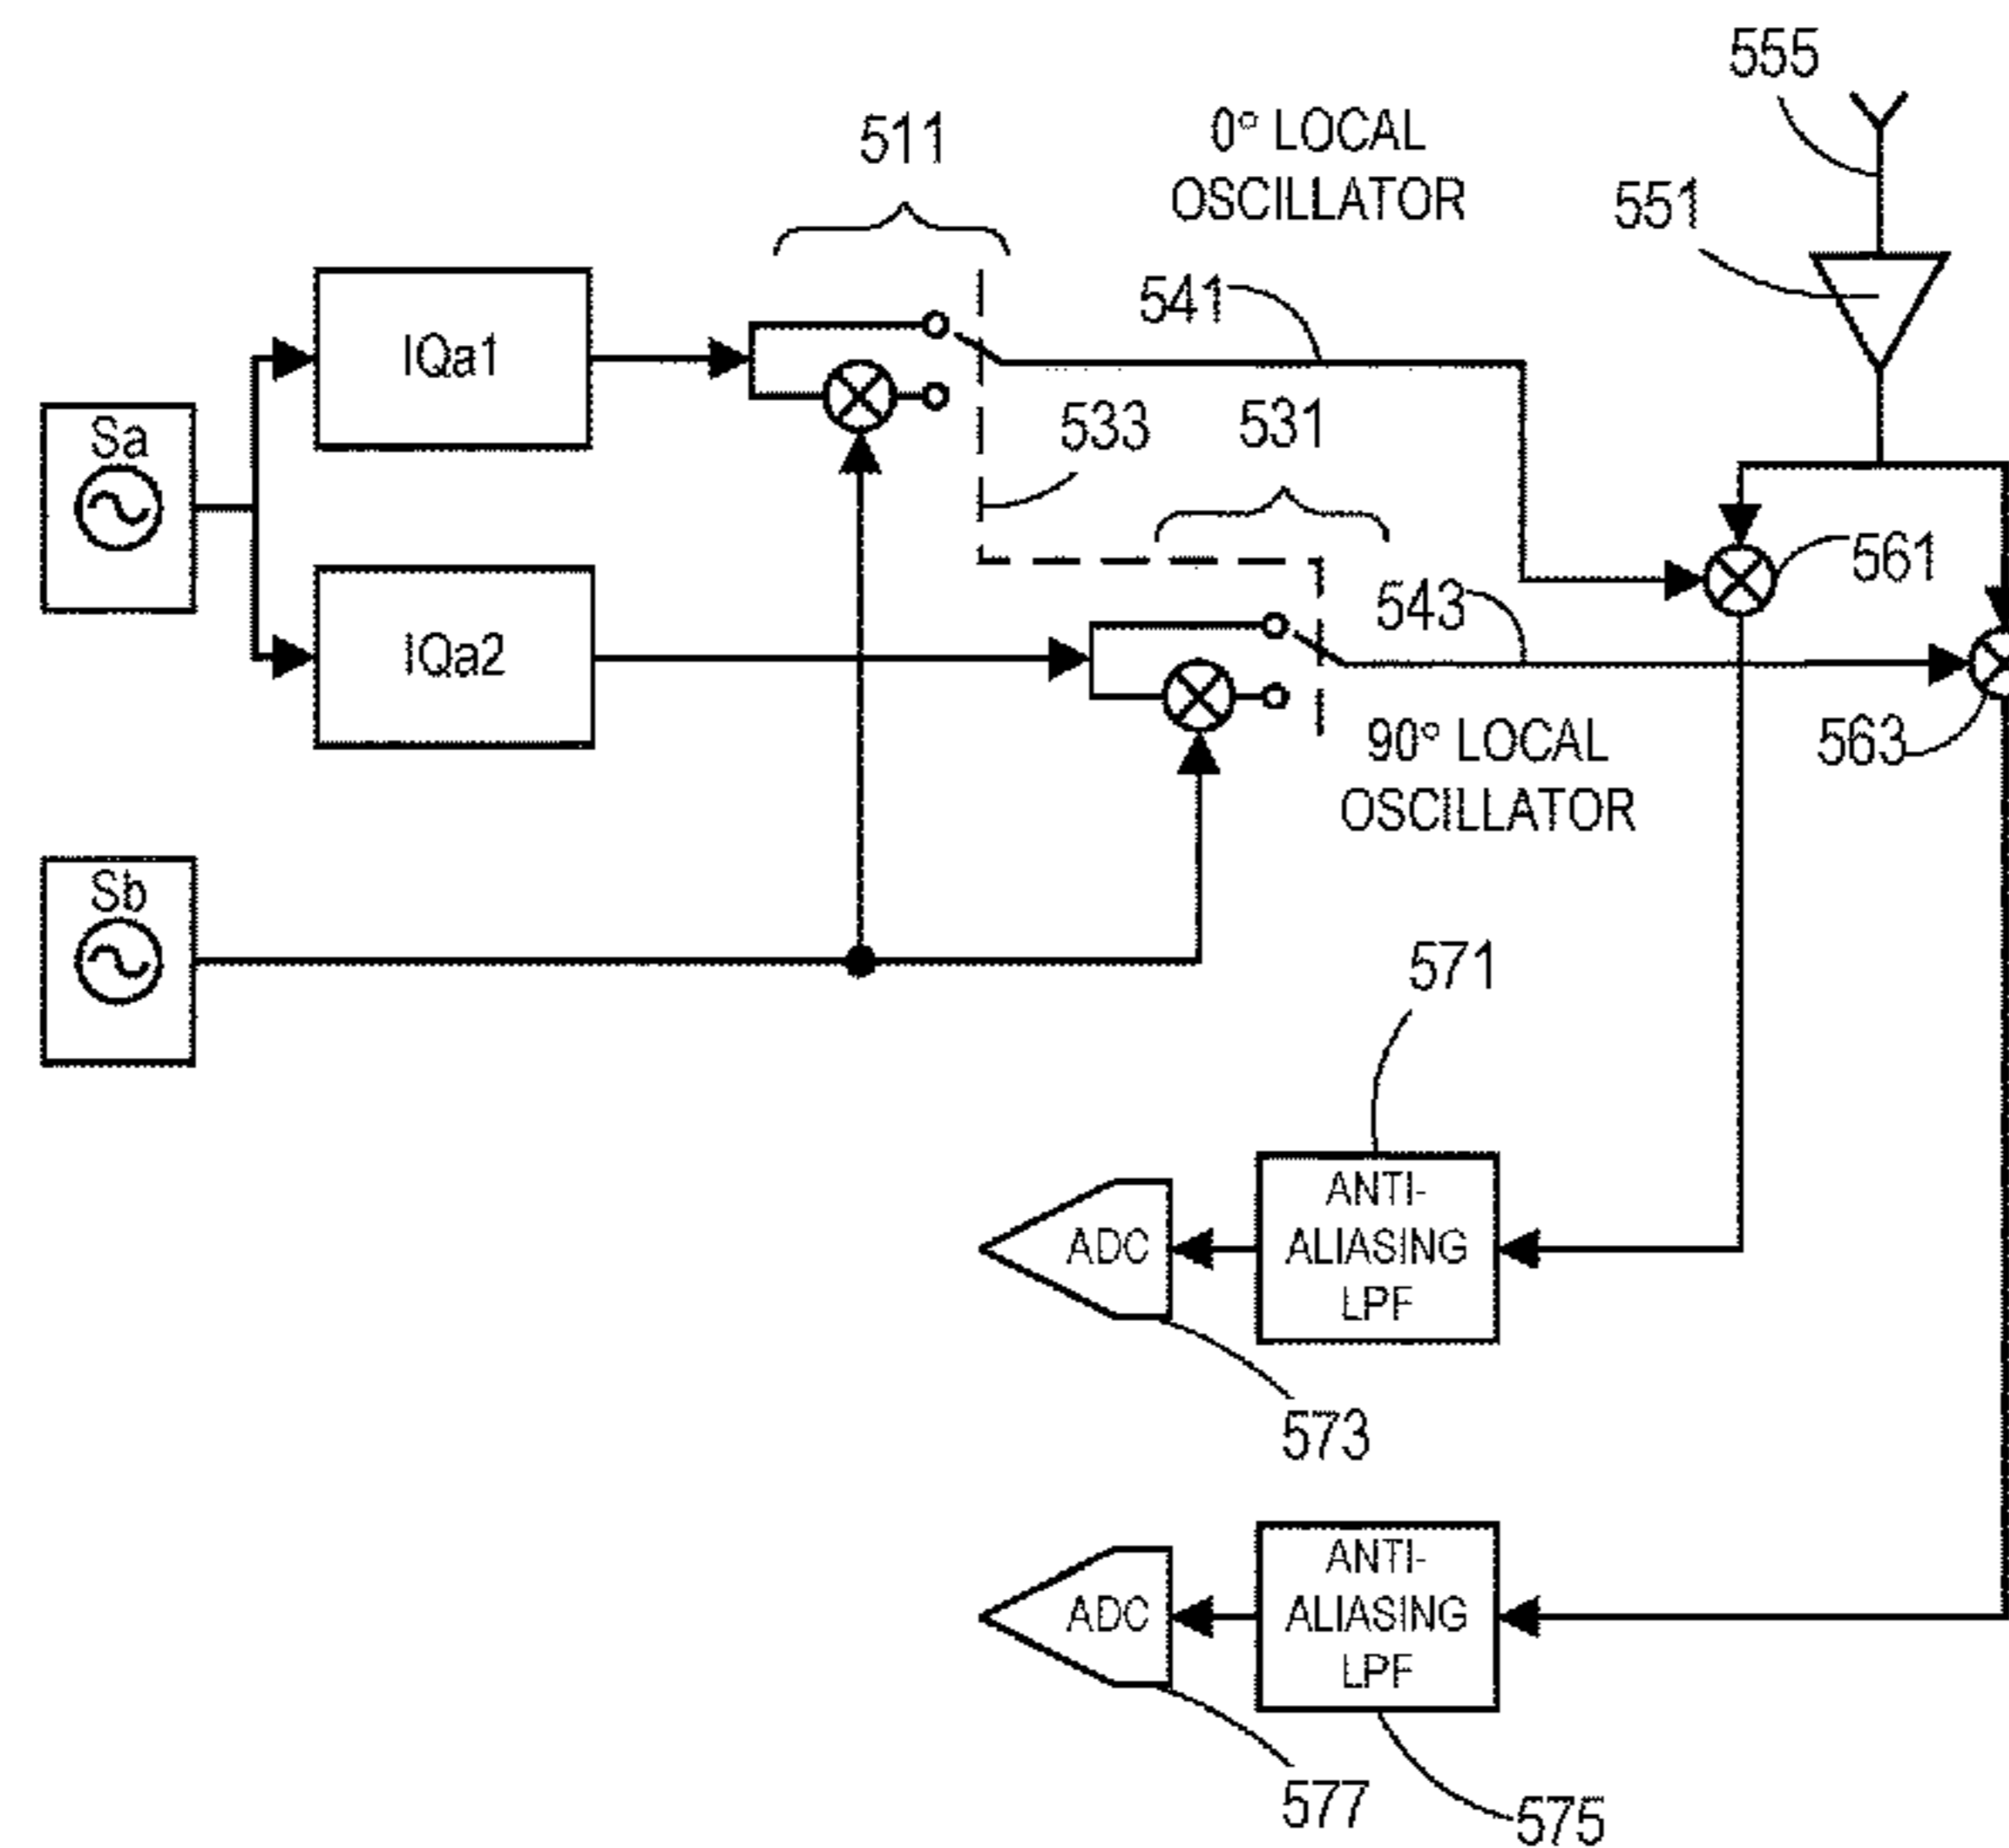 555
511
0° LOCAL
OSCILLATOR
551
541
IQa1
Sa
533
531
561
543
IQa2
563
90° LOCAL
OSCILLATOR
Sb
571
ANTI-
ALIASING
LPF
ADC
573
ANTI-
ALIASING
LPF
ADC
577
575